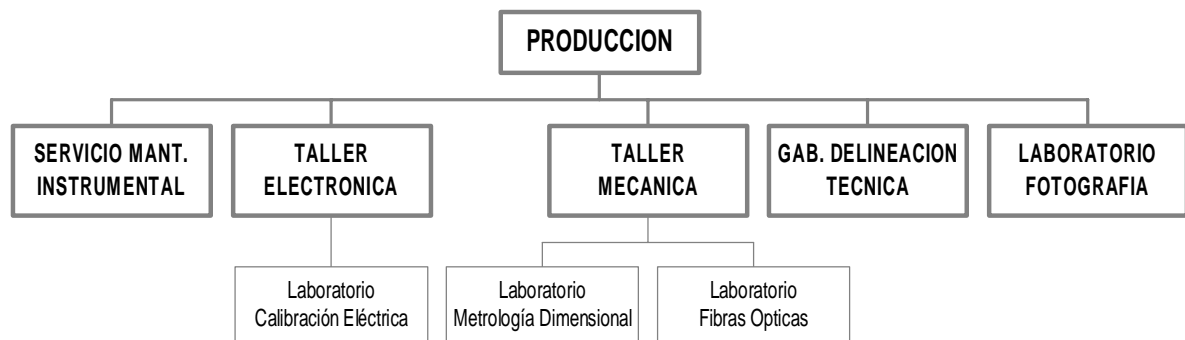 PRODUCCION
SERVICIO MANT.
INSTRUMENTAL
TALLER
ELECTRONICA
TALLER
MECANICA
GAB. DELINEACION
TECNICA
LABORATORIO
FOTOGRAFIA
Laboratorio
Calibración Eléctrica
Laboratorio
Metrología Dimensional
Laboratorio
Fibras Opticas